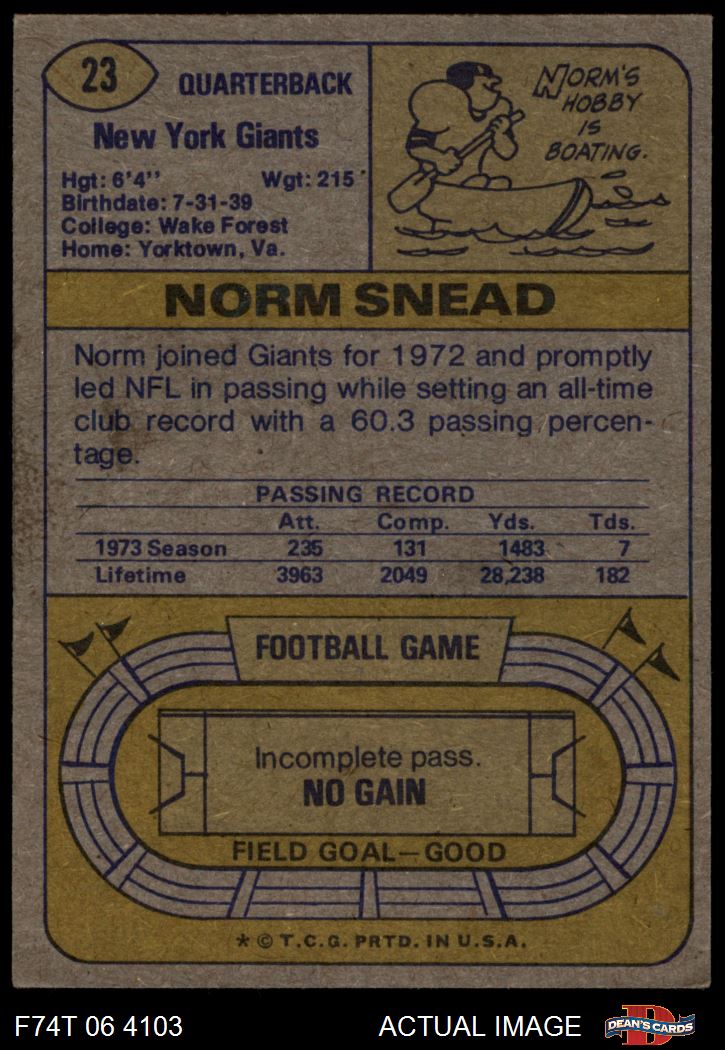 23
QUARTERBACK
New York Giants
Hgt: 6'4" Wgt: 215
Birthdate: 7-31-39
College: Wake Forest
Home: Yorktown, Va.
NORM'S
HOBBY
IS
BOATING.
NORM SNEAD
Norm joined Giants for 1972 and promptly
led NFL in passing while setting an all-time
club record with a 60.3 passing percen-
tage.
PASSING RECORD
Att. Comp. Yds. Tds.
1973 Season 235 131 1483 7
Lifetime 3963 2049 28,238 182
FOOTBALL GAME
Incomplete pass.
NO GAIN
FIELD GOAL—GOOD
* © T.C.G. PRTD. IN U.S.A.
F74T 06 4103 ACTUAL IMAGE
D
DEAN'S CARDS